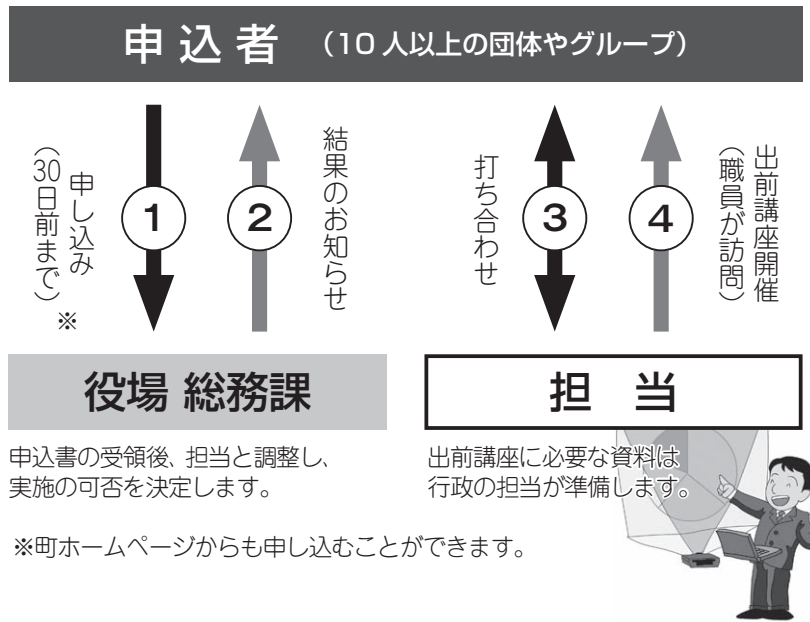 申込者 （10人以上の団体やグループ）
申し込み
（30日前まで）※
1
2
結果のお知らせ
打ち合わせ
3
4
出前講座開催
（職員が訪問）
役場 総務課
担 当
申込書の受領後、担当と調整し、
実施の可否を決定します。
出前講座に必要な資料は
行政の担当が準備します。
※町ホームページからも申し込むことができます。